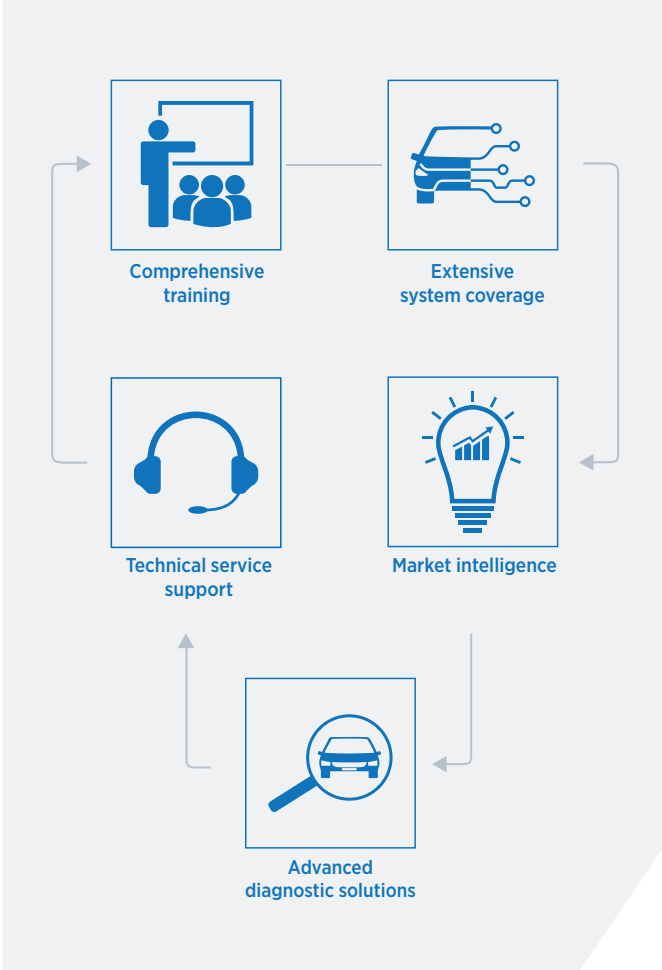 Comprehensive
training
Extensive
system coverage
Technical service
support
Market intelligence
Advanced
diagnostic solutions